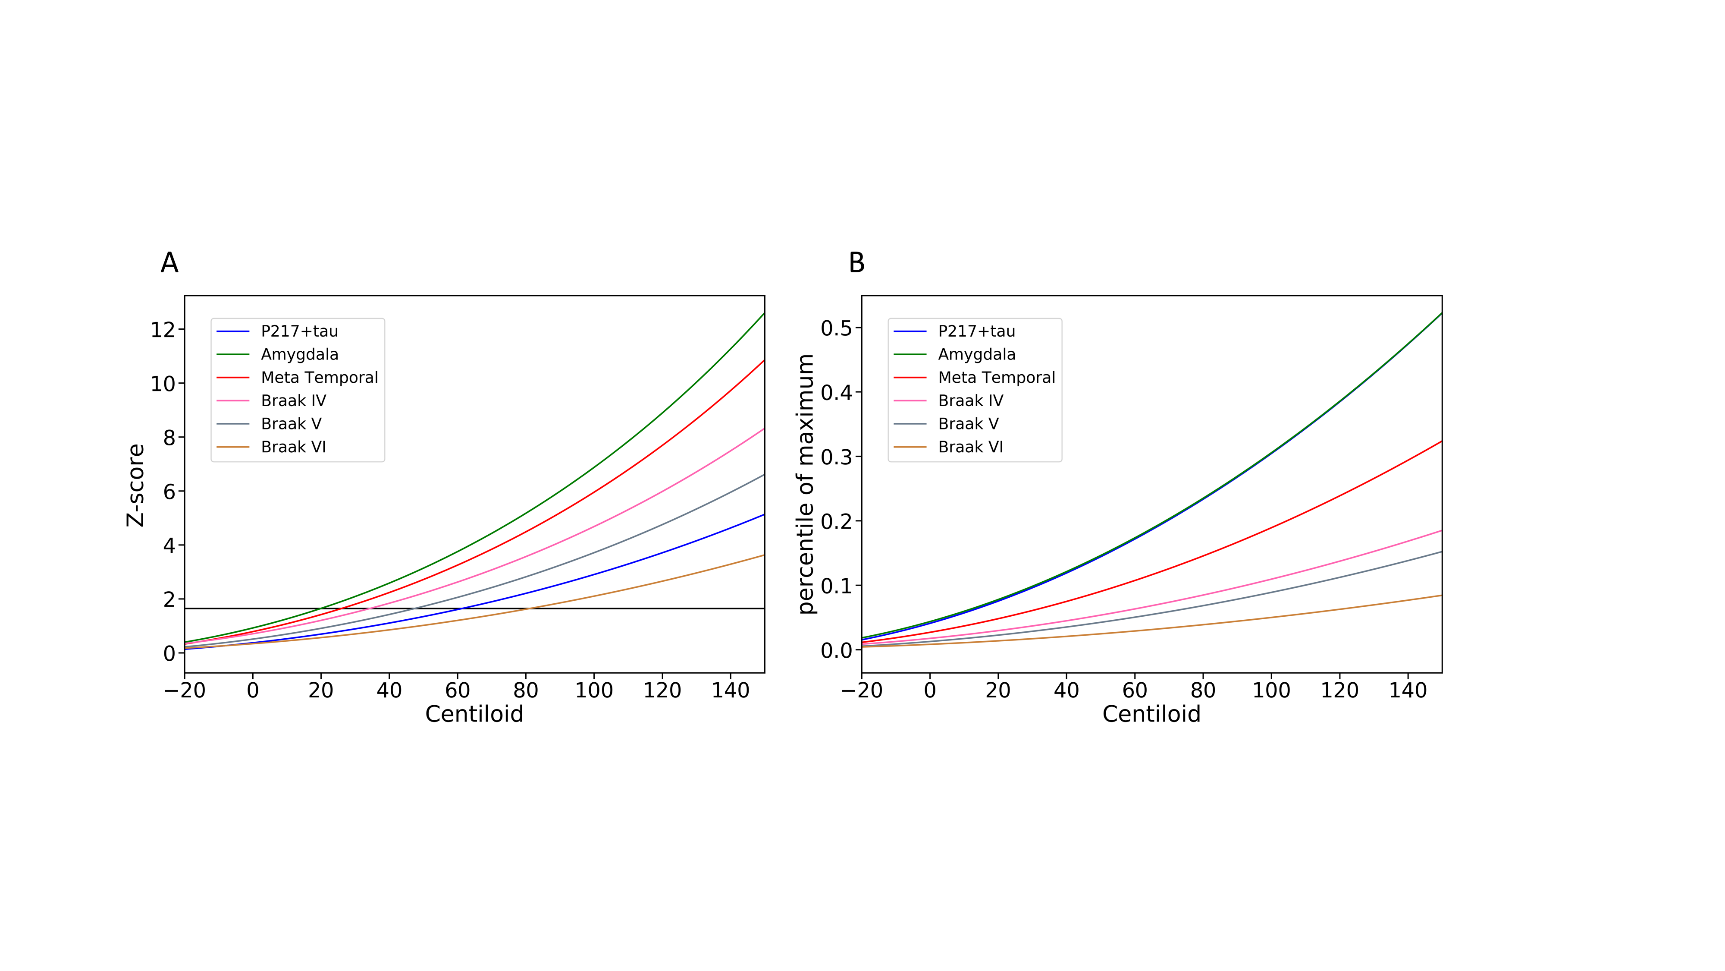 A
Z-score
12
10
8
6
4
2
0
P217+tau
Amygdala
Meta Temporal
Braak IV
Braak V
Braak VI
−20 0 20 40 60 80 100 120 140
Centiloid
B
percentile of maximum
0.5
0.4
0.3
0.2
0.1
0.0
P217+tau
Amygdala
Meta Temporal
Braak IV
Braak V
Braak VI
−20 0 20 40 60 80 100 120 140
Centiloid